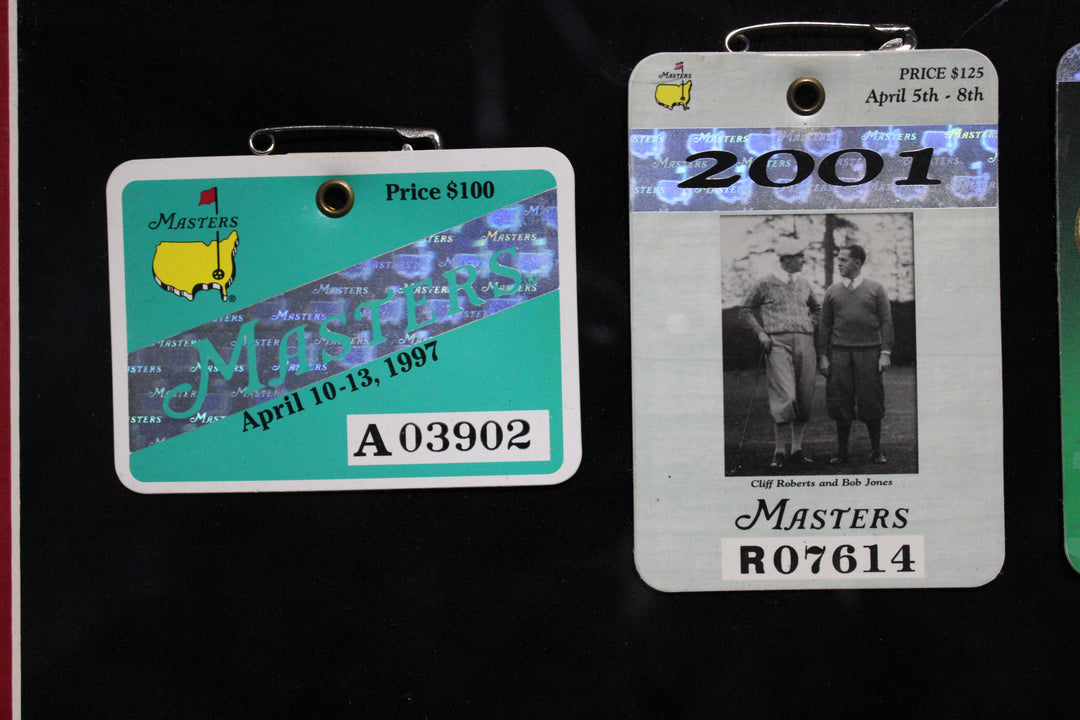 MASTERS
Price $100
MASTERS
April 10-13, 1997
A 03902
MASTERS
PRICE $125
April 5th - 8th
2001
Cliff Roberts and Bob Jones
MASTERS
R07614